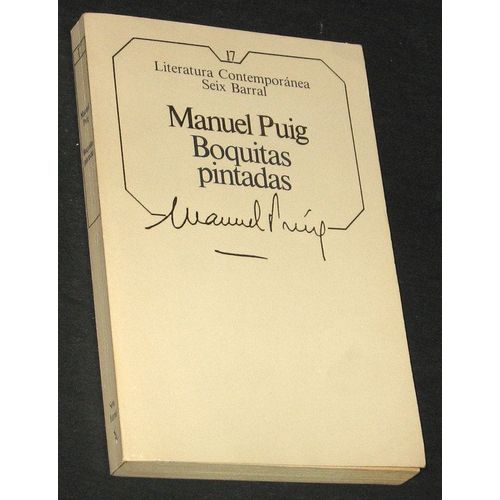 17
Literatura Contemporánea
Seix Barral
Manuel Puig
Boquitas
pintadas
Manuel Puig